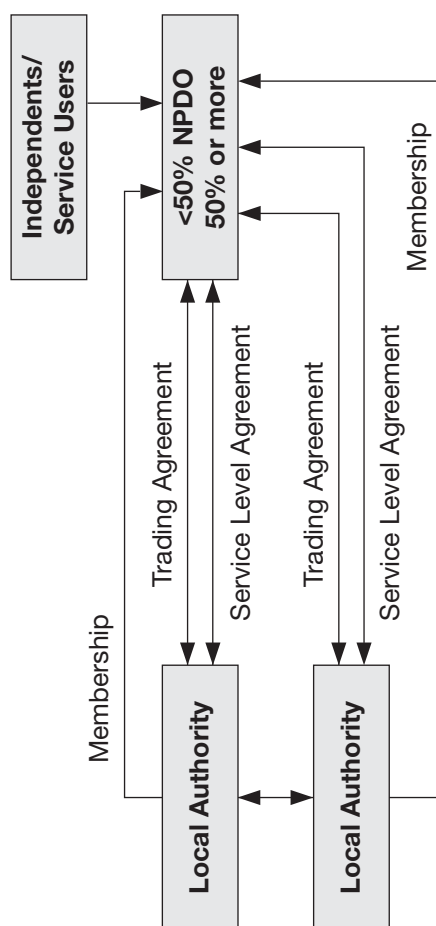 Independents/
Service Users
<50% NPDO
50% or more
Membership
Trading Agreement
Service Level Agreement
Trading Agreement
Service Level Agreement
Membership
Local Authority
Local Authority